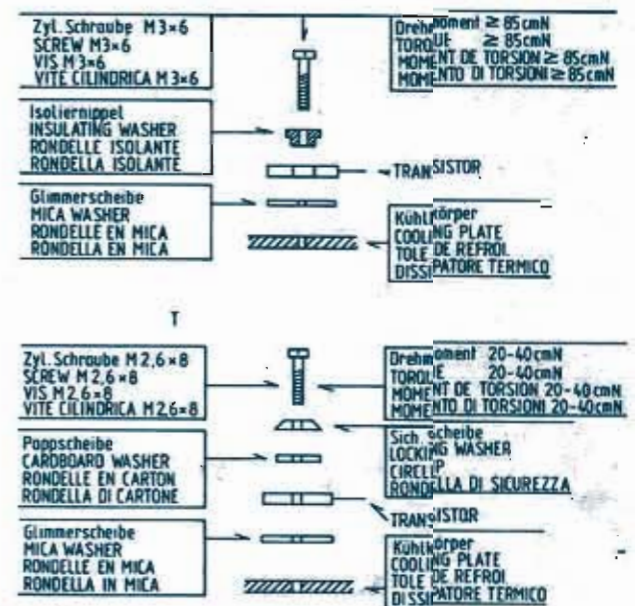 Zyl. Schraube M3×6
SCREW M3×6
VIS M3×6
VITE CILINDRICA M3×6
Drehmoment ≥ 85cmN
TORQUE ≥ 85cmN
MOMENT DE TORSION ≥ 85cmN
MOMENTO DI TORSIONI ≥ 85cmN
Isoliernippel
INSULATING WASHER
RONDELLE ISOLANTE
RONDELLA ISOLANTE
TRANSISTOR
Glimmerscheibe
MICA WASHER
RONDELLE EN MICA
RONDELLA EN MICA
Kühlkörper
COOLING PLATE
TOLE DE REFROI.
DISSIPATORE TERMICO
T
Zyl. Schraube M2,6×8
SCREW M2,6×8
VIS M2,6×8
VITE CILINDRICA M2,6×8
Drehmoment 20-40cmN
TORQUE 20-40cmN
MOMENT DE TORSION 20-40cmN
MOMENTO DI TORSIONI 20-40cmN
Pappscheibe
CARDBOARD WASHER
RONDELLE EN CARTON
RONDELLA DI CARTONE
Sich scheibe
LOCKING WASHER
CIRCLIP
RONDELLA DI SICUREZZA
TRANSISTOR
Glimmerscheibe
MICA WASHER
RONDELLE EN MICA
RONDELLA IN MICA
Kühlkörper
COOLING PLATE
TOLE DE REFROI
DISSIPATORE TERMICO